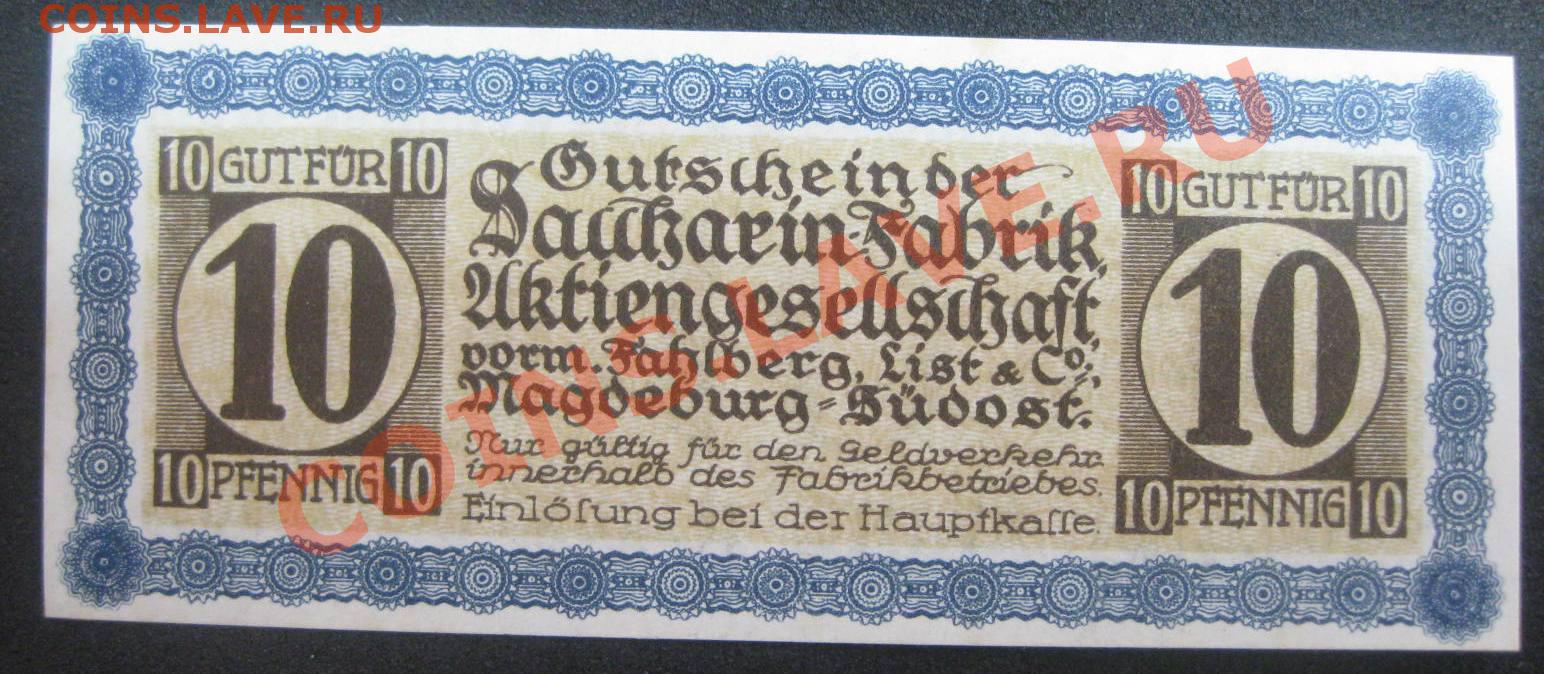 COINS.LAVE.RU
10 GUT FÜR 10
10
10 PFENNIG 10
Gutschein der
Saccharin-Fabrik,
Aktiengesellschaft,
vorm. Fahlberg, List & Co.,
Magdeburg=Südost.
Nur gültig für den Geldverkehr
innerhalb des Fabrikbetriebes.
Einlöſung bei der Hauptkaſſe.
10 GUT FÜR 10
10
10 PFENNIG 10
COINS.LAVE.RU